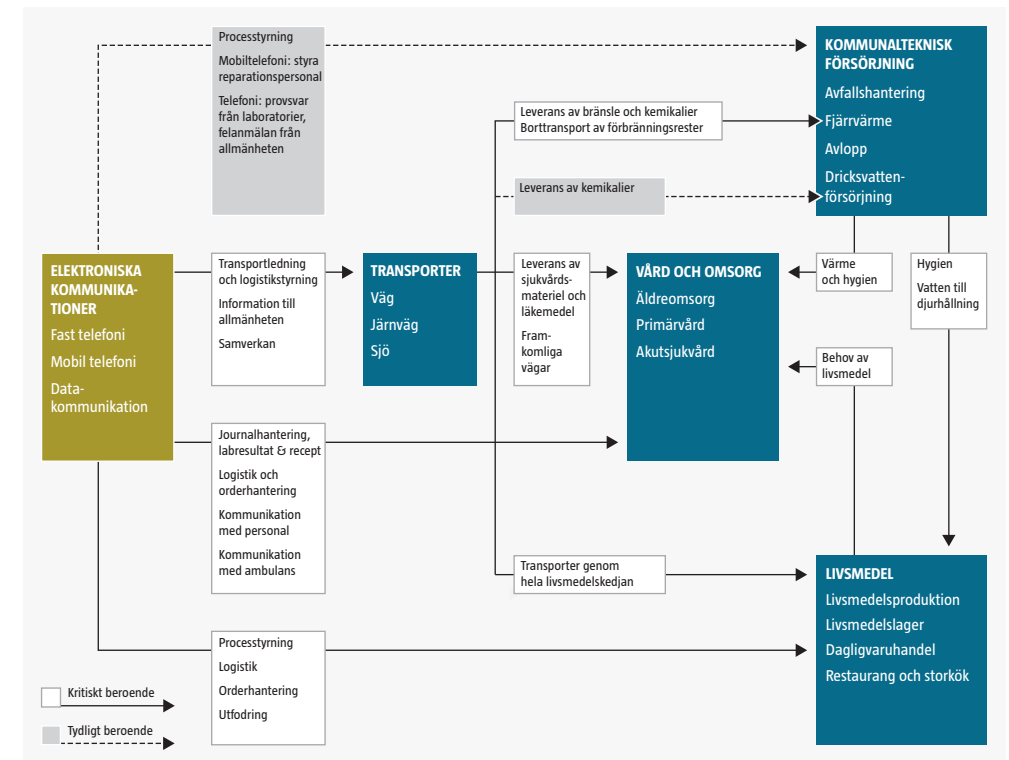 Processtyrning
Mobiltelefoni: styra
reparationspersonal
Telefoni: provsvar
från laboratorier,
felanmälan från
allmänheten
KOMMUNALTEKNISK
FÖRSÖRJNING
Avfallshantering
Fjärrvärme
Avlopp
Dricksvatten-
försörjning
Leverans av bränsle och kemikalier
Borttransport av förbränningsrester
Leverans av kemikalier
ELEKTRONISKA
KOMMUNIKA-
TIONER
Fast telefoni
Mobil telefoni
Data-
kommunikation
Transportledning
och logistikstyrning
Information till
allmänheten
Samverkan
TRANSPORTER
Väg
Järnväg
Sjö
Leverans av
sjukvårds-
materiel och
läkemedel
Fram-
komliga
vägar
VÅRD OCH OMSORG
Äldreomsorg
Primärvård
Akutsjukvård
Värme
och hygien
Hygien
Vatten till
djurhållning
Behov av
livsmedel
Journalhantering,
labresultat & recept
Logistik och
orderhantering
Kommunikation
med personal
Kommunikation
med ambulans
Transporter genom
hela livsmedelskedjan
LIVSMEDEL
Livsmedelsproduktion
Livsmedelslager
Dagligvaruhandel
Restaurang och storkök
Processtyrning
Logistik
Orderhantering
Utfodring
Kritiskt beroende
Tydligt beroende